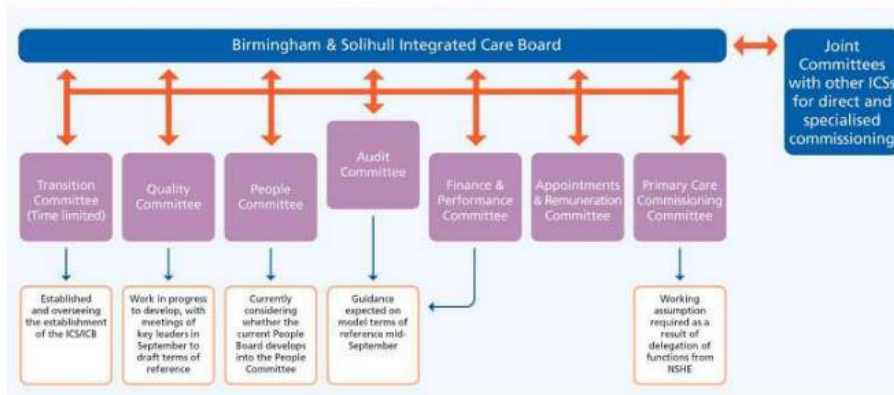 Birmingham & Solihull Integrated Care Board
Joint
Committees
with other ICSs
for direct and
specialised
commissioning
Transition
Committee
(Time limited)
Quality
Committee
People
Committee
Audit
Committee
Finance &
Performance
Committee
Appointments
& Remuneration
Committee
Primary Care
Commissioning
Committee
Established
and overseeing
the establishment
of the ICS/ICB
Work in progress
to develop, with
meetings of
key leaders in
September to
draft terms of
reference
Currently
considering
whether the
current People
Board develops
into the People
Committee
Guidance
expected on
model terms of
reference mid-
September
Working
assumption
required as a
result of
delegation of
functions from
NSHE